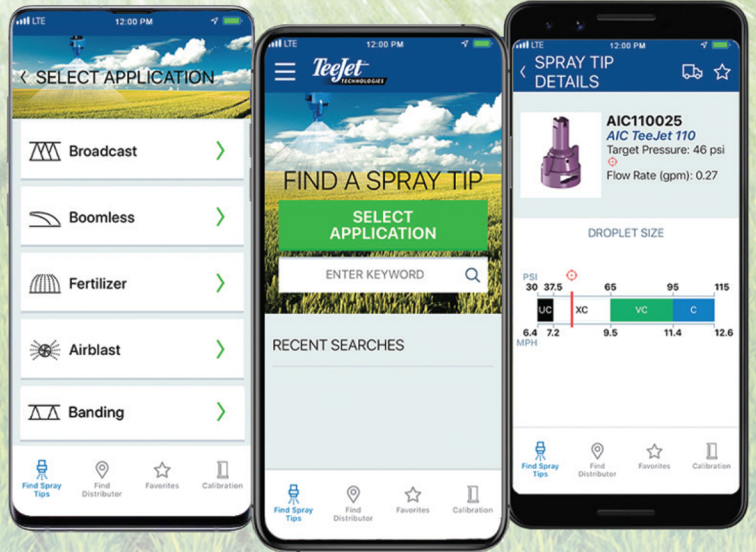 LTE 12:00 PM
SELECT APPLICATION
Broadcast
Boomless
Fertilizer
Airblast
Banding
Find Spray Tips
Find Distributor
Favorites
Calibration
LTE 12:00 PM
TeeJet
TECHNOLOGIES
FIND A SPRAY TIP
SELECT
APPLICATION
ENTER KEYWORD
RECENT SEARCHES
Find Spray Tips
Find Distributor
Favorites
Calibration
LTE 12:00 PM
SPRAY TIP
DETAILS
AIC110025
AIC TeeJet 110
Target Pressure: 46 psi
Flow Rate (gpm): 0.27
DROPLET SIZE
PSI
30 37.5 65 95 115
UC XC VC C
6.4 7.2 9.5 11.4 12.6
MPH
Find Spray Tips
Find Distributor
Favorites
Calibration